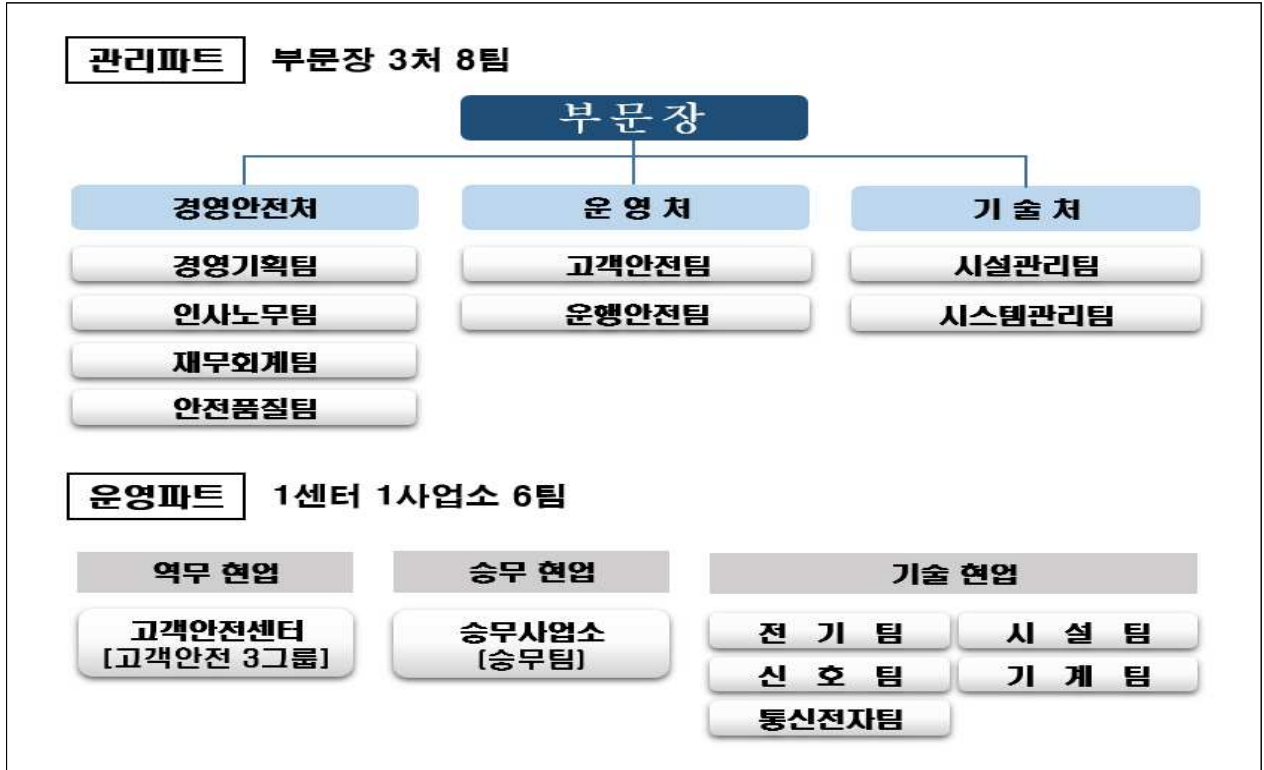 관리파트 부문장 3처 8팀
부문장
경영안전처 운영처 기술처
경영기획팀 고객안전팀 시설관리팀
인사노무팀 운행안전팀 시스템관리팀
재무회계팀
안전품질팀
운영파트 1센터 1사업소 6팀
역무 현업 승무 현업 기술 현업
고객안전센터 승무사업소 전 기 팀 시 설 팀
[고객안전 3그룹] (승무팀) 신 호 팀 기 계 팀
통신전자팀